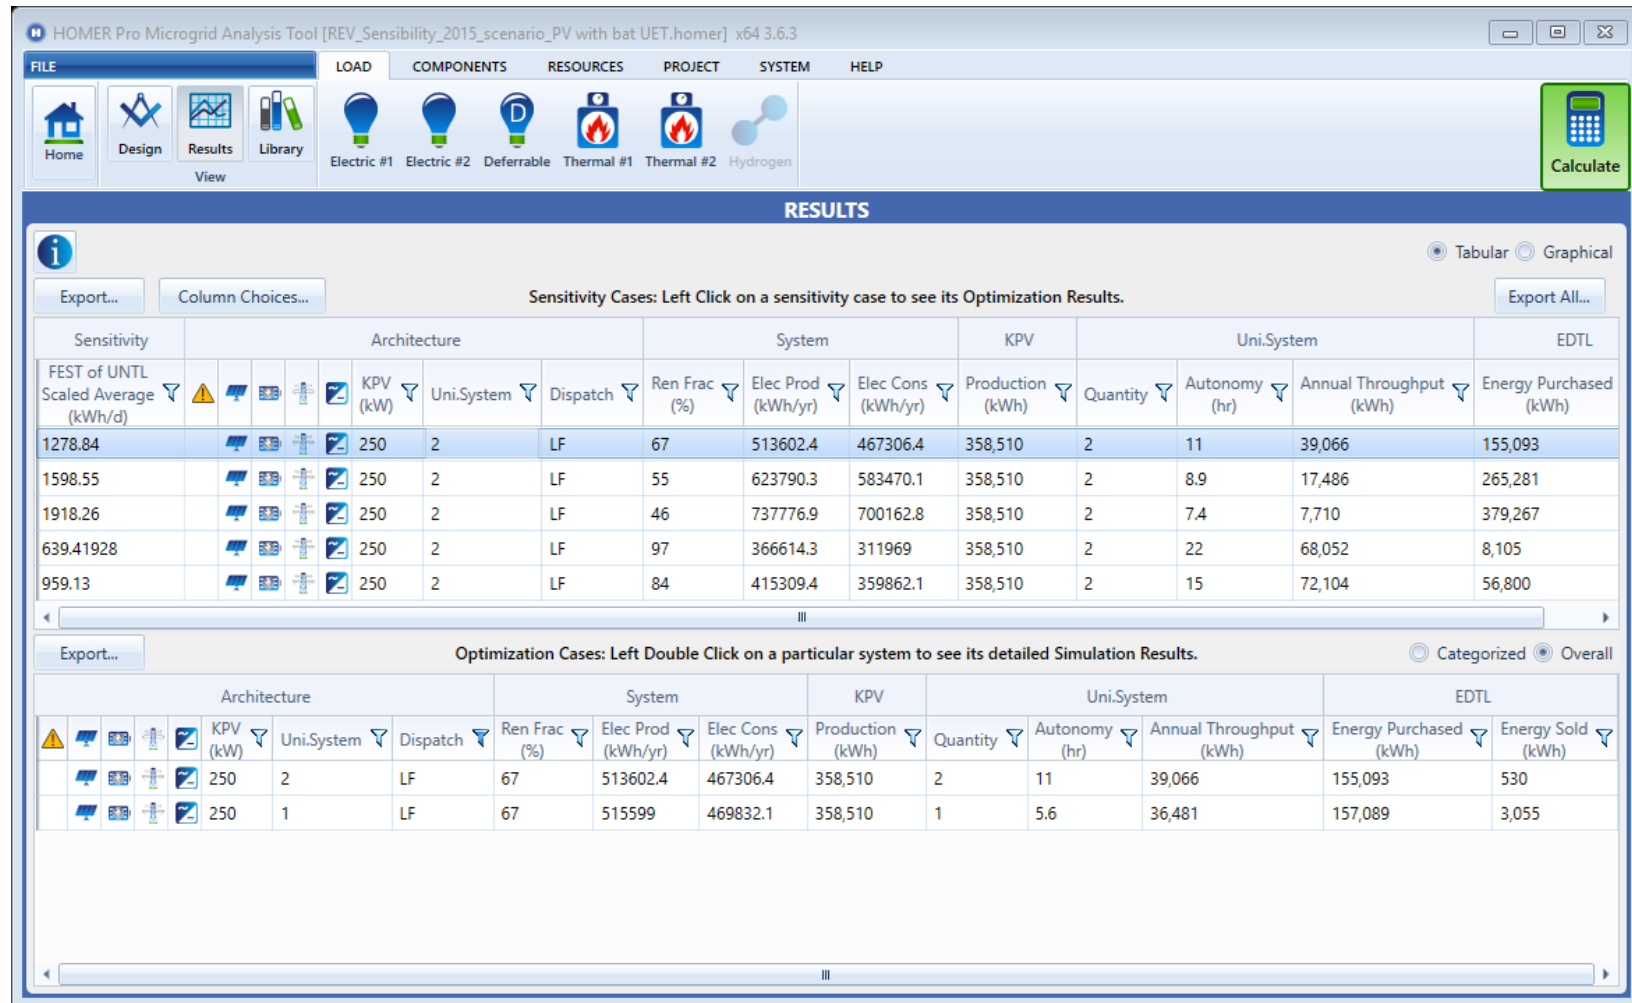 HOMER Pro Microgrid Analysis Tool [REV_Sensibility_2015_scenario_PV with bat UET.homer] x64 3.6.3
FILE LOAD COMPONENTS RESOURCES PROJECT SYSTEM HELP
Home Design Results Library Electric #1 Electric #2 Deferrable Thermal #1 Thermal #2 Hydrogen Calculate
View
RESULTS
Tabular Graphical
Export... Column Choices... Sensitivity Cases: Left Click on a sensitivity case to see its Optimization Results. Export All...
Sensitivity Architecture System KPV Uni.System EDTL
FEST of UNTL
Scaled Average
(kWh/d)
KPV
(kW)
Uni.System
Dispatch
Ren Frac
(%)
Elec Prod
(kWh/yr)
Elec Cons
(kWh/yr)
Production
(kWh)
Quantity
Autonomy
(hr)
Annual Throughput
(kWh)
Energy Purchased
(kWh)
1278.84 250 2 LF 67 513602.4 467306.4 358,510 2 11 39,066 155,093
1598.55 250 2 LF 55 623790.3 583470.1 358,510 2 8.9 17,486 265,281
1918.26 250 2 LF 46 737776.9 700162.8 358,510 2 7.4 7,710 379,267
639.41928 250 2 LF 97 366614.3 311969 358,510 2 22 68,052 8,105
959.13 250 2 LF 84 415309.4 359862.1 358,510 2 15 72,104 56,800
Export... Optimization Cases: Left Double Click on a particular system to see its detailed Simulation Results. Categorized Overall
Architecture System KPV Uni.System EDTL
KPV
(kW)
Uni.System
Dispatch
Ren Frac
(%)
Elec Prod
(kWh/yr)
Elec Cons
(kWh/yr)
Production
(kWh)
Quantity
Autonomy
(hr)
Annual Throughput
(kWh)
Energy Purchased
(kWh)
Energy Sold
(kWh)
250 2 LF 67 513602.4 467306.4 358,510 2 11 39,066 155,093 530
250 1 LF 67 515599 469832.1 358,510 1 5.6 36,481 157,089 3,055